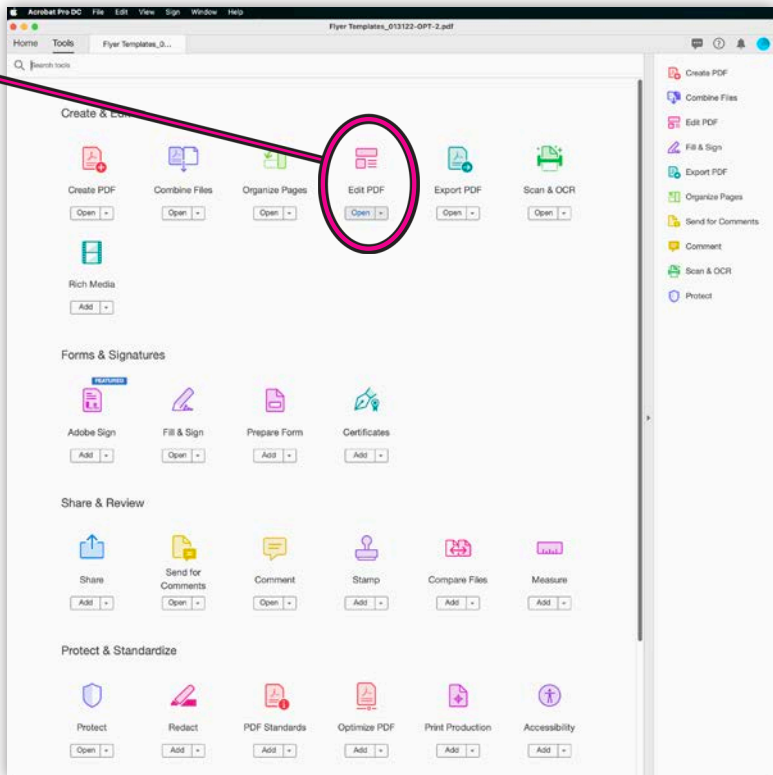 Acrobat Pro DC File Edit View Sign Window Help
Flyer Templates_013122-OPT-2.pdf
Home Tools Flyer Templates_0...
Search tools
Create & Edit
Create PDF Combine Files Organize Pages Edit PDF Export PDF Scan & OCR
Open Open Open Open Open Open
Rich Media
Add
Forms & Signatures
FEATURED
Adobe Sign Fill & Sign Prepare Form Certificates
Add Open Add Add
Share & Review
Share Send for Comments Comment Stamp Compare Files Measure
Add Open Open Add Add Add
Protect & Standardize
Protect Redact PDF Standards Optimize PDF Print Production Accessibility
Open Add Add Add Add Add
Create PDF
Combine Files
Edit PDF
Fill & Sign
Export PDF
Organize Pages
Send for Comments
Comment
Scan & OCR
Protect